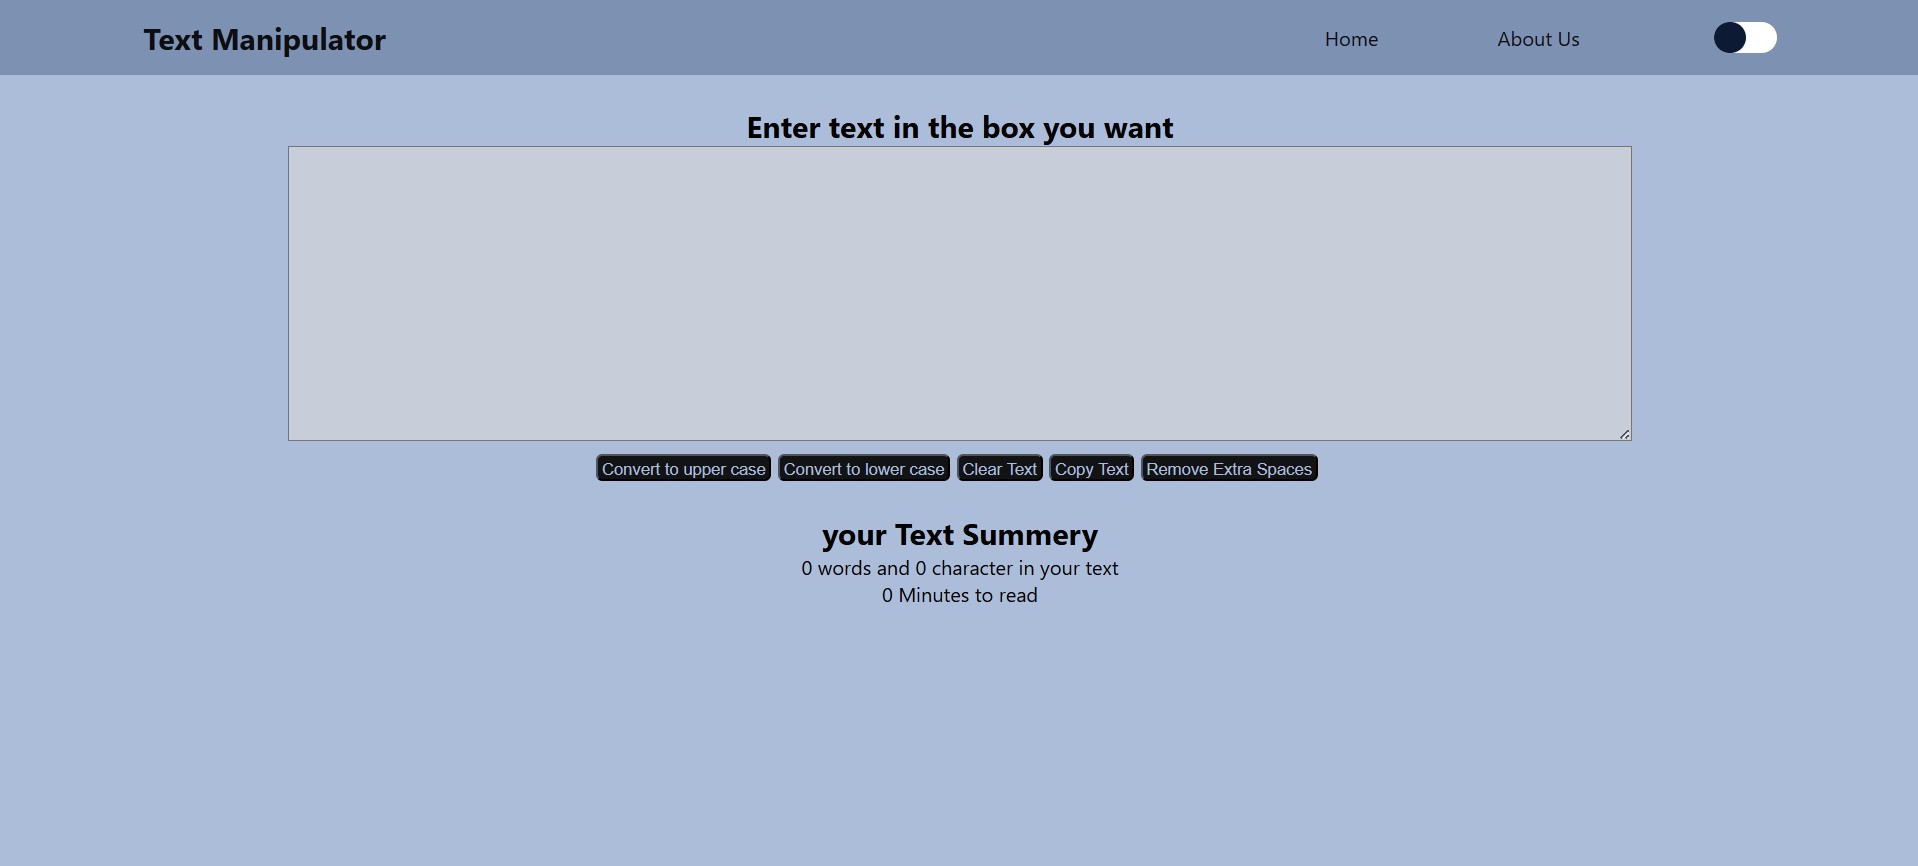 Text Manipulator Home About Us
Enter text in the box you want
Convert to upper case Convert to lower case Clear Text Copy Text Remove Extra Spaces
your Text Summery
0 words and 0 character in your text
0 Minutes to read